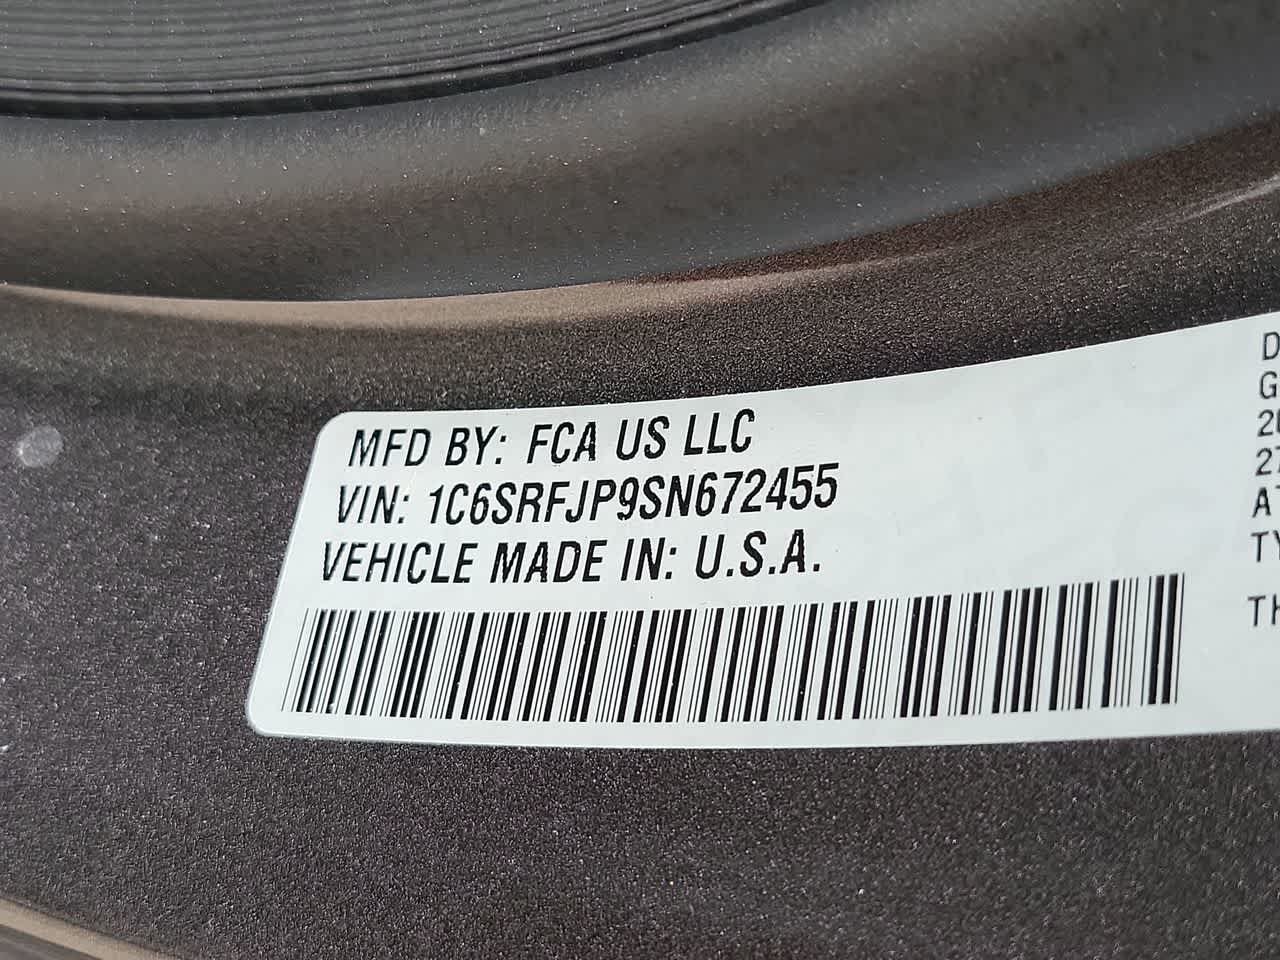 MFD BY: FCA US LLC
VIN: 1C6SRFJP9SN672455
VEHICLE MADE IN: U.S.A.